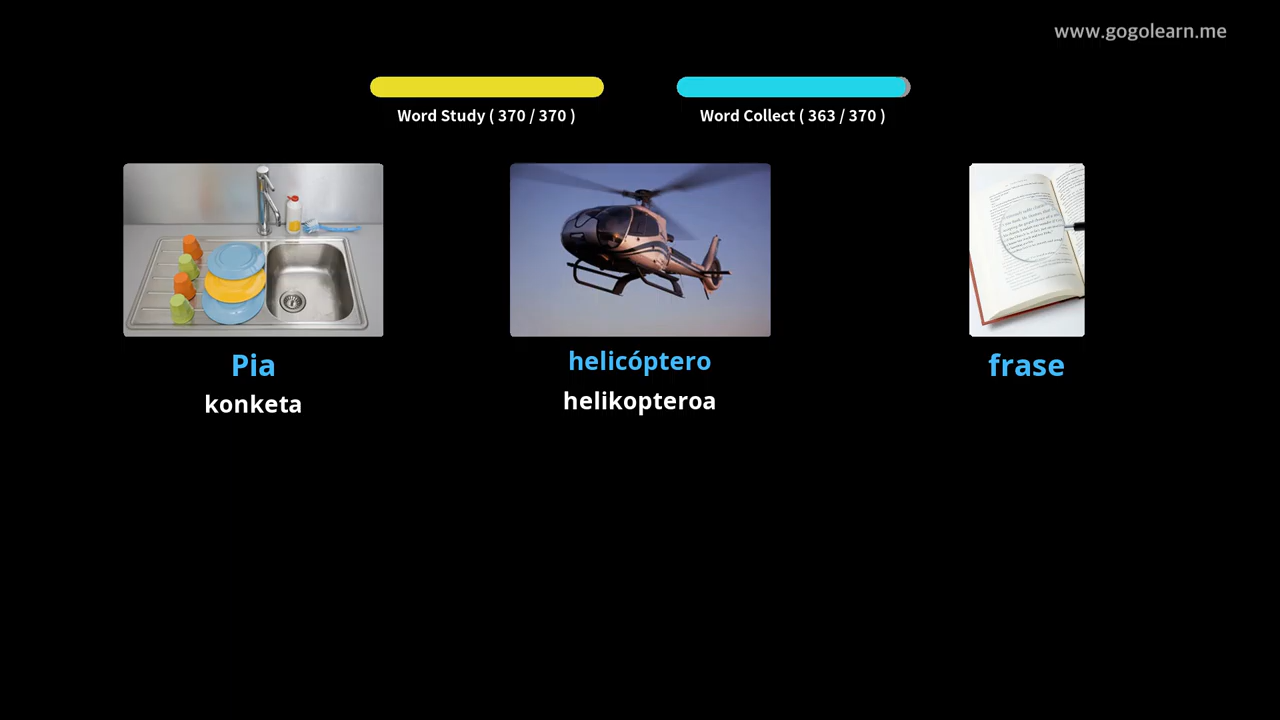 www.gogolearn.me
Word Study ( 370 / 370 )
Word Collect ( 363 / 370 )
Pia
konketa
helicóptero
helikopteroa
frase